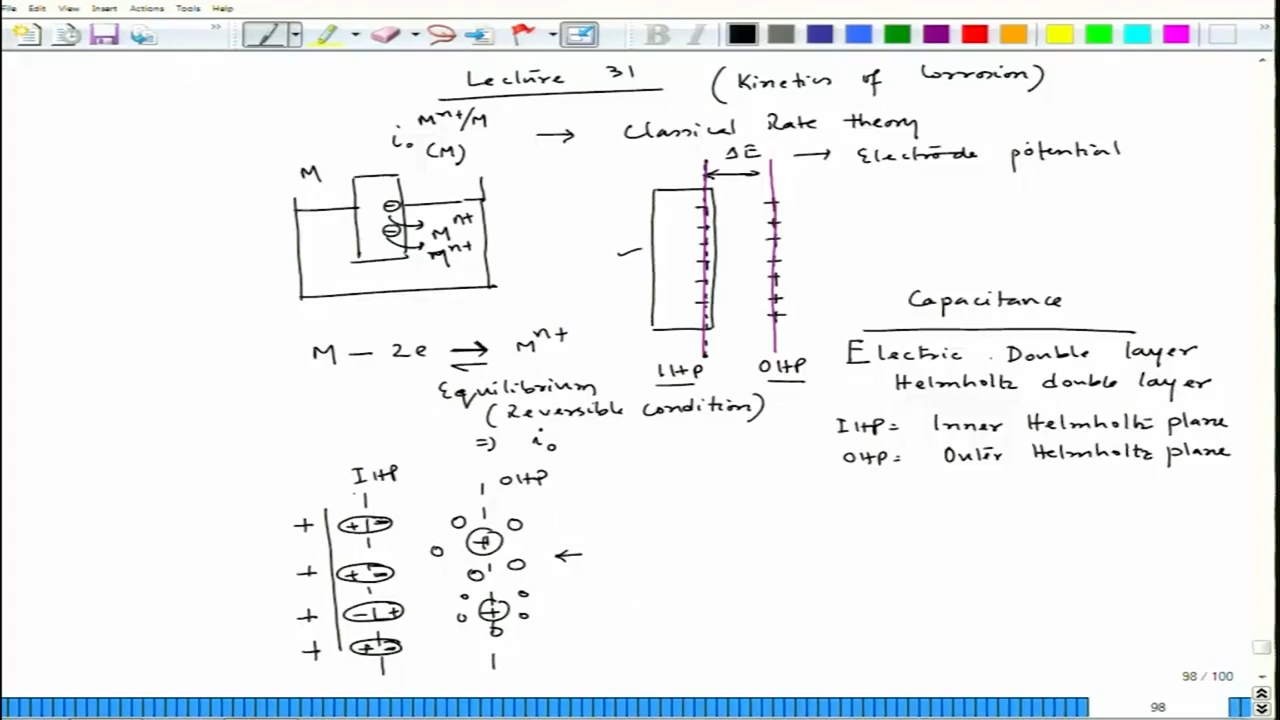 File Edit View Insert Actions Tools Help
Lecture 31 (Kinetics of Corrosion)
i₀ Mⁿ⁺/M (M) → Classical Rate theory
ΔE → Electrode potential
M
⊖ Mⁿ⁺
⊖ Mⁿ⁺
IHP OHP
Capacitance
Electric Double layer
Helmholtz double layer
IHP = Inner Helmholtz plane
OHP = Outer Helmholtz plane
M – 2e ⇌ Mⁿ⁺
Equilibrium
(Reversible condition)
⇒ i₀
IHP OHP
+ + - +
+ + -
+ - + +
+ + -
98 / 100
98